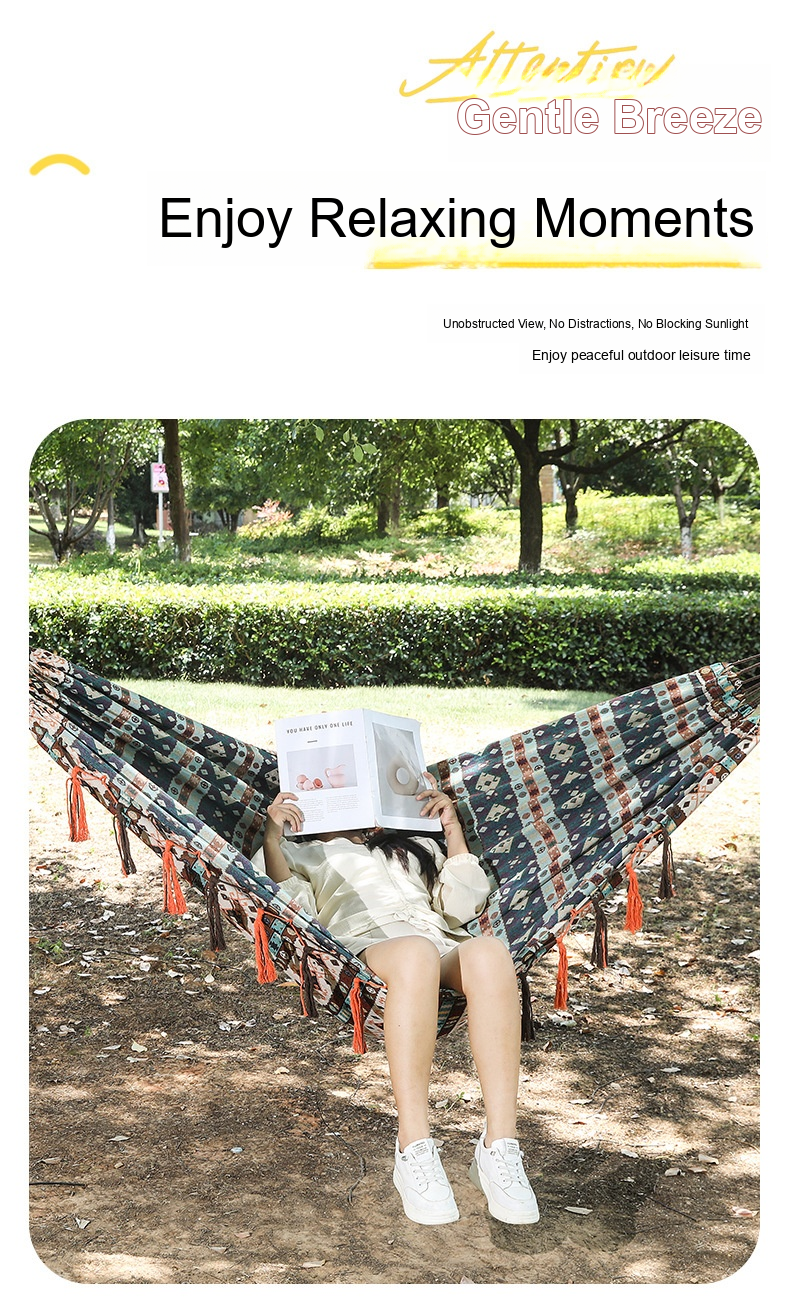 Attention
Gentle Breeze
Enjoy Relaxing Moments
Unobstructed View, No Distractions, No Blocking Sunlight
Enjoy peaceful outdoor leisure time
YOU HAVE ONLY ONE LIFE